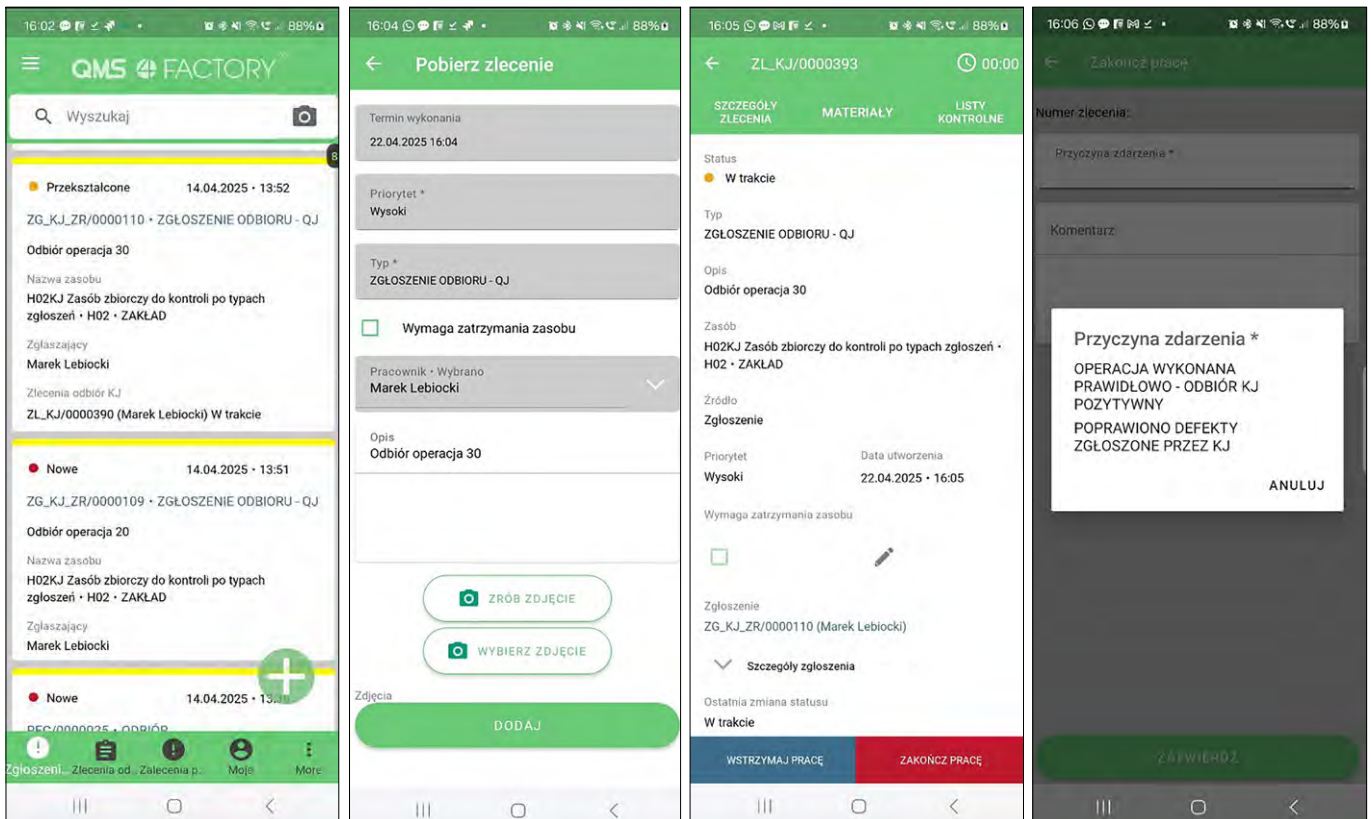 16:02
88%
QMS FACTORY
Wyszukaj
8
Przekształcone 14.04.2025 • 13:52
ZG_KJ_ZR/0000110 • ZGŁOSZENIE ODBIORU - QJ
Odbiór operacja 30
Nazwa zasobu
H02KJ Zasób zbiorczy do kontroli po typach
zgłoszeń • H02 • ZAKŁAD
Zgłaszający
Marek Lebiocki
Zlecenia odbiór KJ
ZL_KJ/0000390 (Marek Lebiocki) W trakcie
Nowe 14.04.2025 • 13:51
ZG_KJ_ZR/0000109 • ZGŁOSZENIE ODBIORU - QJ
Odbiór operacja 20
Nazwa zasobu
H02KJ Zasób zbiorczy do kontroli po typach
zgłoszeń • H02 • ZAKŁAD
Zgłaszający
Marek Lebiocki
Nowe 14.04.2025
Zgłoszeni... Zlecenia od... Zalecenia p... Moje More
16:04
88%
Pobierz zlecenie
Termin wykonania
22.04.2025 16:04
Priorytet *
Wysoki
Typ *
ZGŁOSZENIE ODBIORU - QJ
Wymaga zatrzymania zasobu
Pracownik • Wybrano
Marek Lebiocki
Opis
Odbiór operacja 30
ZRÓB ZDJĘCIE
WYBIERZ ZDJĘCIE
Zdjęcia
DODAJ
16:05
88%
ZL_KJ/0000393 00:00
SZCZEGÓŁY
ZLECENIA
MATERIAŁY
LISTY
KONTROLNE
Status
W trakcie
Typ
ZGŁOSZENIE ODBIORU - QJ
Opis
Odbiór operacja 30
Zasób
H02KJ Zasób zbiorczy do kontroli po typach zgłoszeń •
H02 • ZAKŁAD
Źródło
Zgłoszenie
Priorytet Data utworzenia
Wysoki 22.04.2025 • 16:05
Wymaga zatrzymania zasobu
Zgłoszenie
ZG_KJ_ZR/0000110 (Marek Lebiocki)
Szczegóły zgłoszenia
Ostatnia zmiana statusu
W trakcie
WSTRZYMAJ PRACĘ ZAKOŃCZ PRACĘ
16:06
88%
Zakończ pracę
Numer zlecenia:
Przyczyna zdarzenia *
Komentarz
Przyczyna zdarzenia *
OPERACJA WYKONANA
PRAWIDŁOWO - ODBIÓR KJ
POZYTYWNY
POPRAWIONO DEFEKTY
ZGŁOSZONE PRZEZ KJ
ANULUJ
ZATWIERDŹ